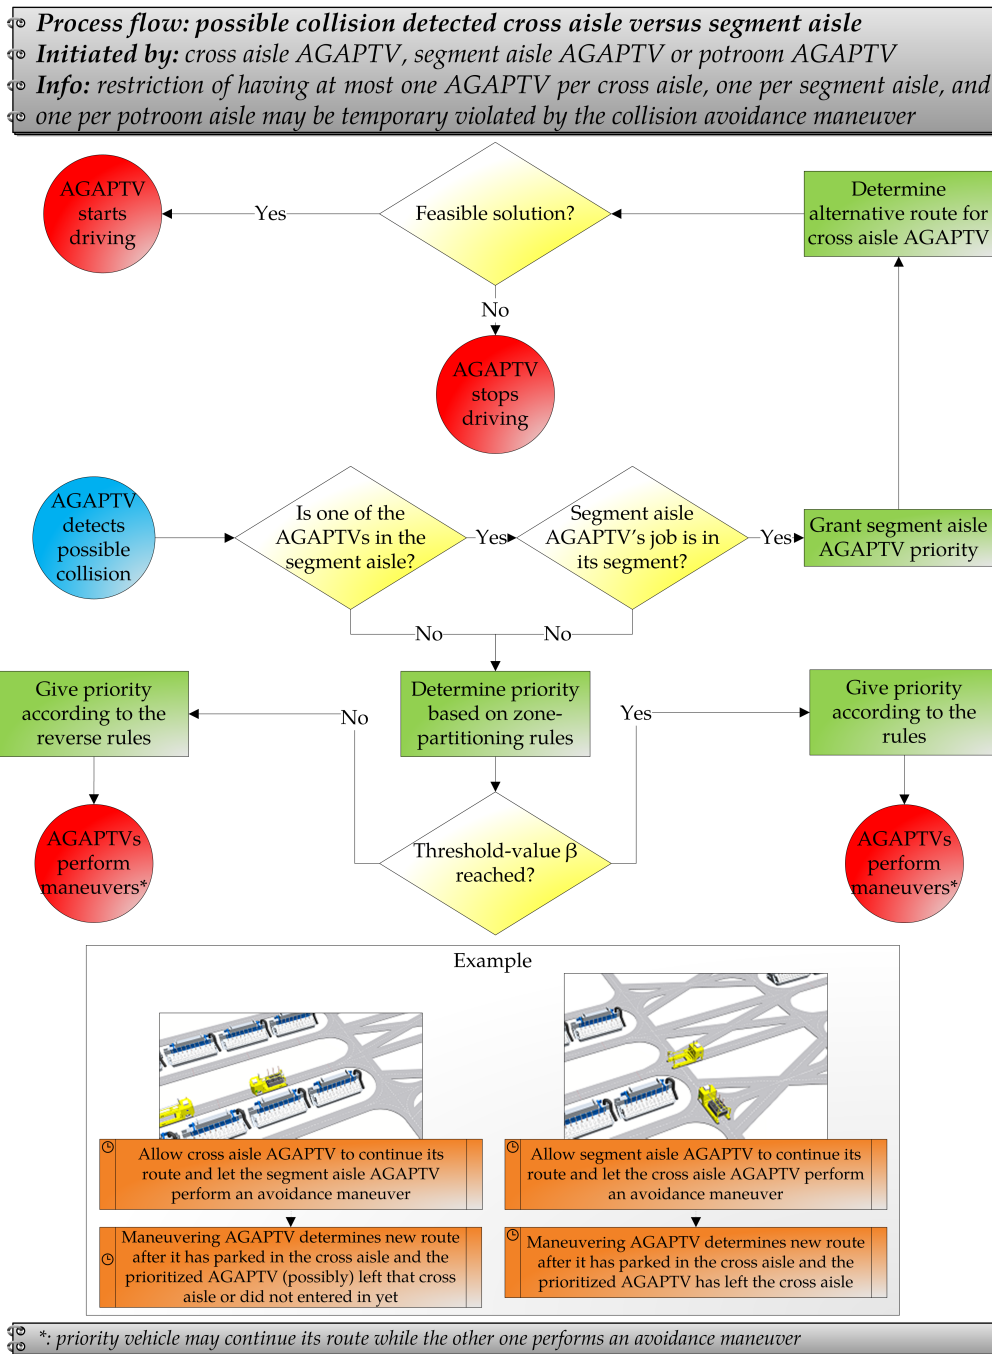 Process flow: possible collision detected cross aisle versus segment aisle
Initiated by: cross aisle AGAPTV, segment aisle AGAPTV or potroom AGAPTV
Info: restriction of having at most one AGAPTV per cross aisle, one per segment aisle, and
one per potroom aisle may be temporary violated by the collision avoidance maneuver
AGAPTV
starts
driving
Yes
Feasible solution?
Determine
alternative route for
cross aisle AGAPTV
No
AGAPTV
stops
driving
AGAPTV
detects
possible
collision
Is one of the
AGAPTVs in the
segment aisle?
Yes
Segment aisle
AGAPTV's job is in
its segment?
Yes
Grant segment aisle
AGAPTV priority
No
No
Give priority
according to the
reverse rules
No
Determine priority
based on zone-
partitioning rules
Yes
Give priority
according to the
rules
AGAPTVs
perform
maneuvers*
Threshold-value β
reached?
AGAPTVs
perform
maneuvers*
Example
Allow cross aisle AGAPTV to continue its
route and let the segment aisle AGAPTV
perform an avoidance maneuver
Allow segment aisle AGAPTV to continue its
route and let the cross aisle AGAPTV perform
an avoidance maneuver
Maneuvering AGAPTV determines new route
after it has parked in the cross aisle and the
prioritized AGAPTV (possibly) left that cross
aisle or did not entered in yet
Maneuvering AGAPTV determines new route
after it has parked in the cross aisle and the
prioritized AGAPTV has left the cross aisle
*: priority vehicle may continue its route while the other one performs an avoidance maneuver